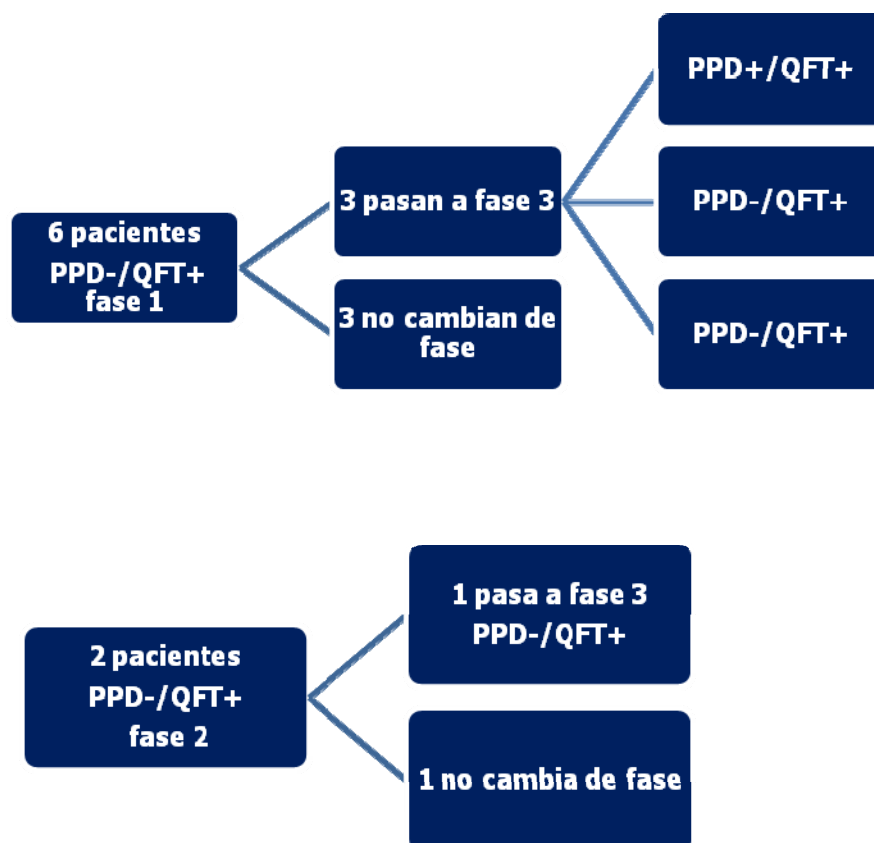 6 pacientes
PPD-/QFT+
fase 1
3 pasan a fase 3
3 no cambian de
fase
PPD+/QFT+
PPD-/QFT+
PPD-/QFT+
2 pacientes
PPD-/QFT+
fase 2
1 pasa a fase 3
PPD-/QFT+
1 no cambia de fase